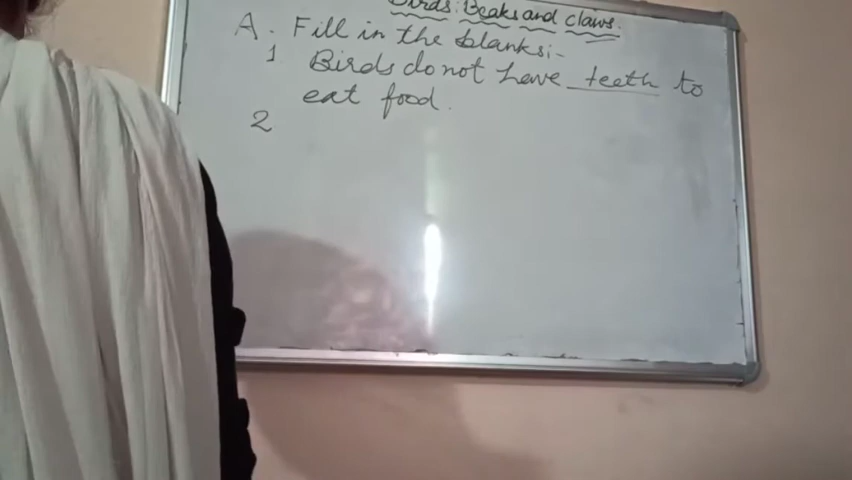 Birds: Beaks and claws.
A. Fill in the blanks:-
1 Birds do not have teeth to
eat food.
2